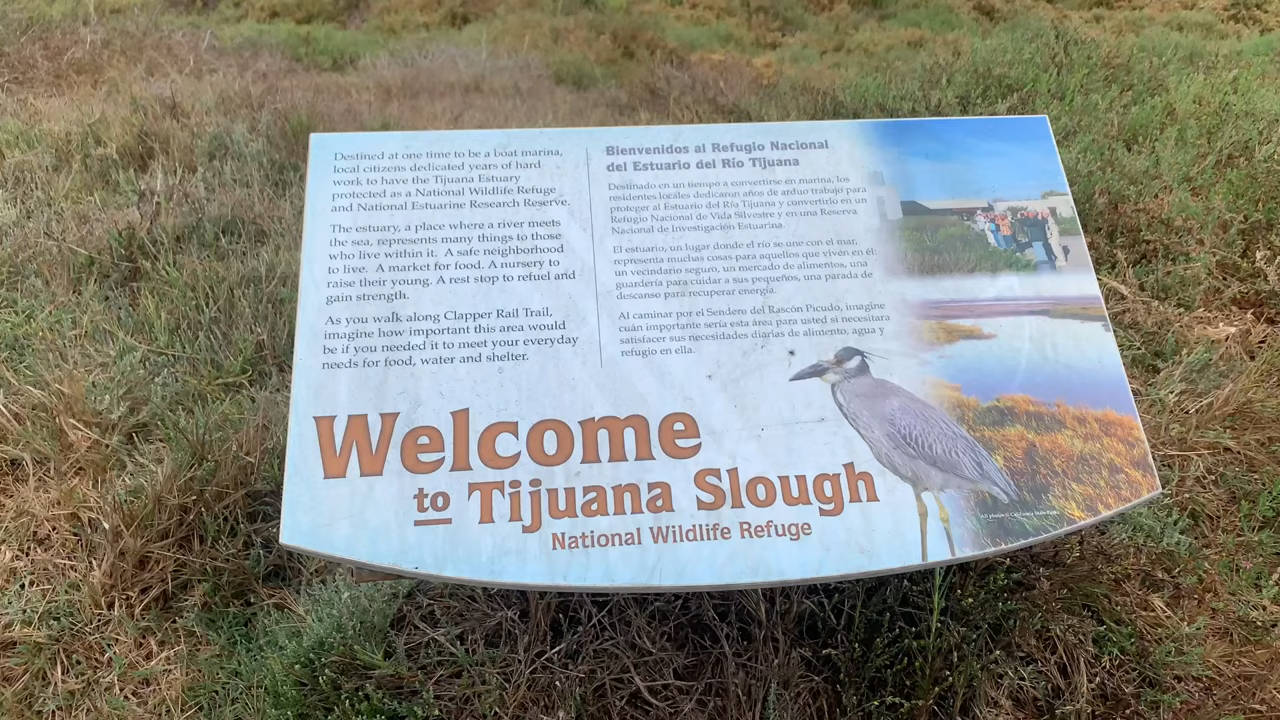 Destined at one time to be a boat marina,
local citizens dedicated years of hard
work to have the Tijuana Estuary
protected as a National Wildlife Refuge
and National Estuarine Research Reserve.
The estuary, a place where a river meets
the sea, represents many things to those
who live within it. A safe neighborhood
to live. A market for food. A nursery to
raise their young. A rest stop to refuel and
gain strength.
As you walk along Clapper Rail Trail,
imagine how important this area would
be if you needed it to meet your everyday
needs for food, water and shelter.
Bienvenidos al Refugio Nacional
del Estuario del Río Tijuana
Destinado en un tiempo a convertirse en marina, los
residentes locales dedicaron años de arduo trabajo para
proteger al Estuario del Río Tijuana y convertirlo en un
Refugio Nacional de Vida Silvestre y en una Reserva
Nacional de Investigación Estuarina.
El estuario, un lugar donde el río se une con el mar,
representa muchas cosas para aquellos que viven en él:
un vecindario seguro, un mercado de alimentos, una
guardería para cuidar a sus pequeños, una parada de
descanso para recuperar energía.
Al caminar por el Sendero del Rascón Picudo, imagine
cuán importante sería esta área para usted si necesitara
satisfacer sus necesidades diarias de alimento, agua y
refugio en ella.
Welcome
to Tijuana Slough
National Wildlife Refuge
All photos © California State Parks